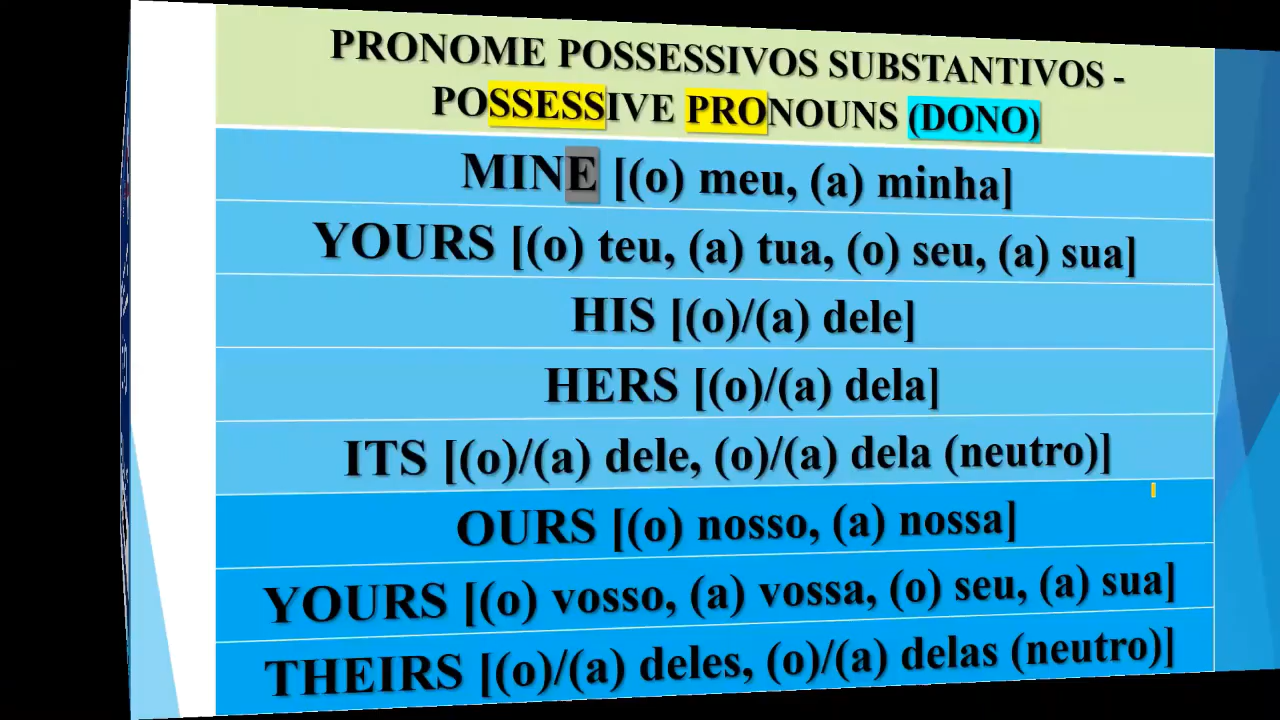 PRONOME POSSESSIVOS SUBSTANTIVOS -
POSSESSIVE PRONOUNS (DONO)
MINE [(o) meu, (a) minha]
YOURS [(o) teu, (a) tua, (o) seu, (a) sua]
HIS [(o)/(a) dele]
HERS [(o)/(a) dela]
ITS [(o)/(a) dele, (o)/(a) dela (neutro)]
OURS [(o) nosso, (a) nossa]
YOURS [(o) vosso, (a) vossa, (o) seu, (a) sua]
THEIRS [(o)/(a) deles, (o)/(a) delas (neutro)]